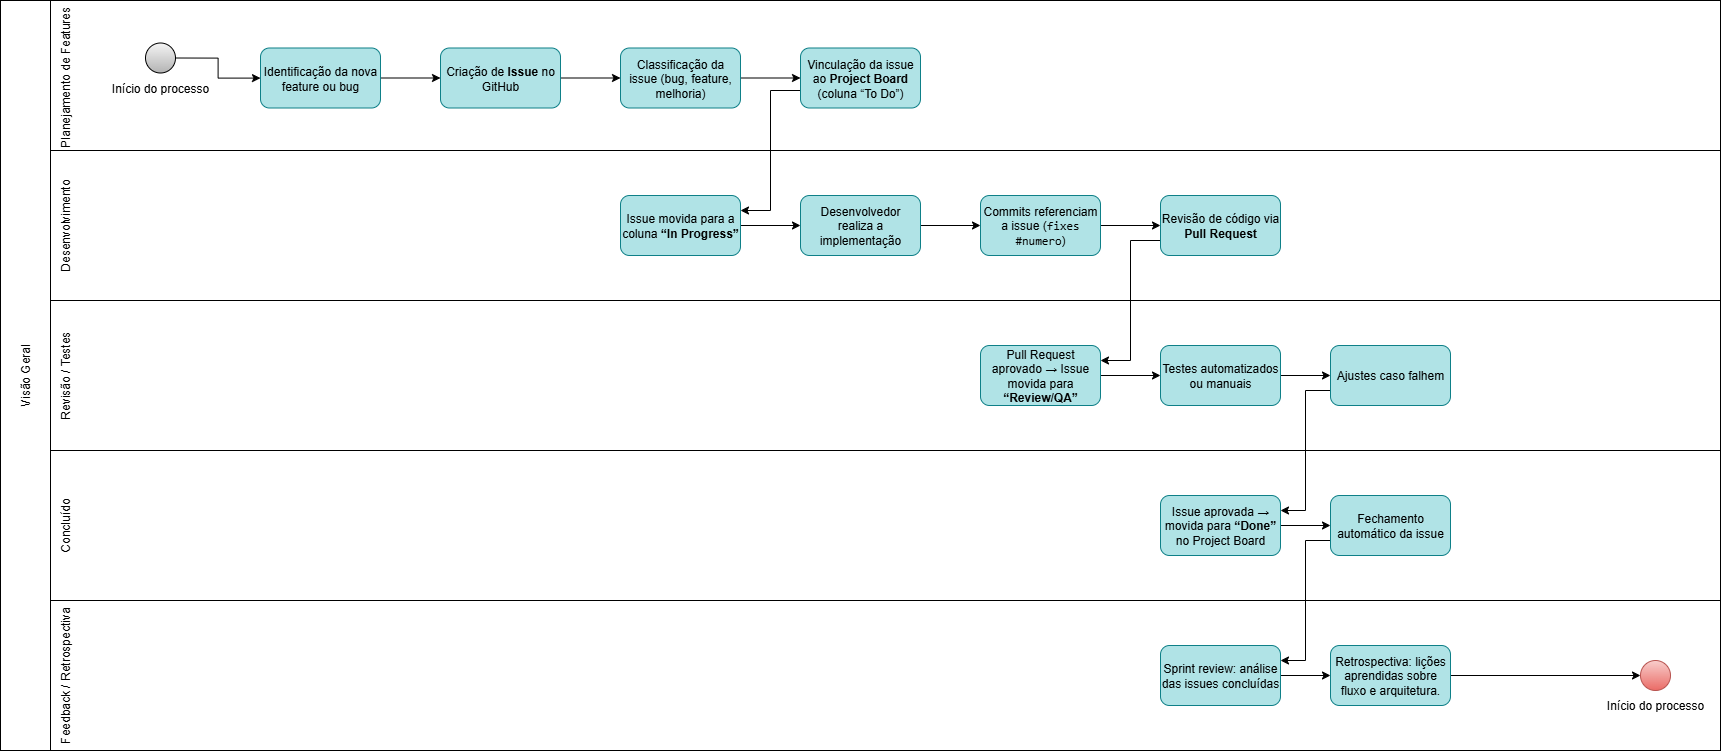 Visão Geral
Planejamento de Features
Início do processo
Identificação da nova
feature ou bug
Criação de Issue no
GitHub
Classificação da
issue (bug, feature,
melhoria)
Vinculação da issue
ao Project Board
(coluna “To Do”)
Desenvolvimento
Issue movida para a
coluna “In Progress”
Desenvolvedor
realiza a
implementação
Commits referenciam
a issue (fixes
#numero)
Revisão de código via
Pull Request
Revisão / Testes
Pull Request
aprovado → Issue
movida para
“Review/QA”
Testes automatizados
ou manuais
Ajustes caso falhem
Concluído
Issue aprovada →
movida para “Done”
no Project Board
Fechamento
automático da issue
Feedback / Retrospectiva
Sprint review: análise
das issues concluídas
Retrospectiva: lições
aprendidas sobre
fluxo e arquitetura.
Início do processo